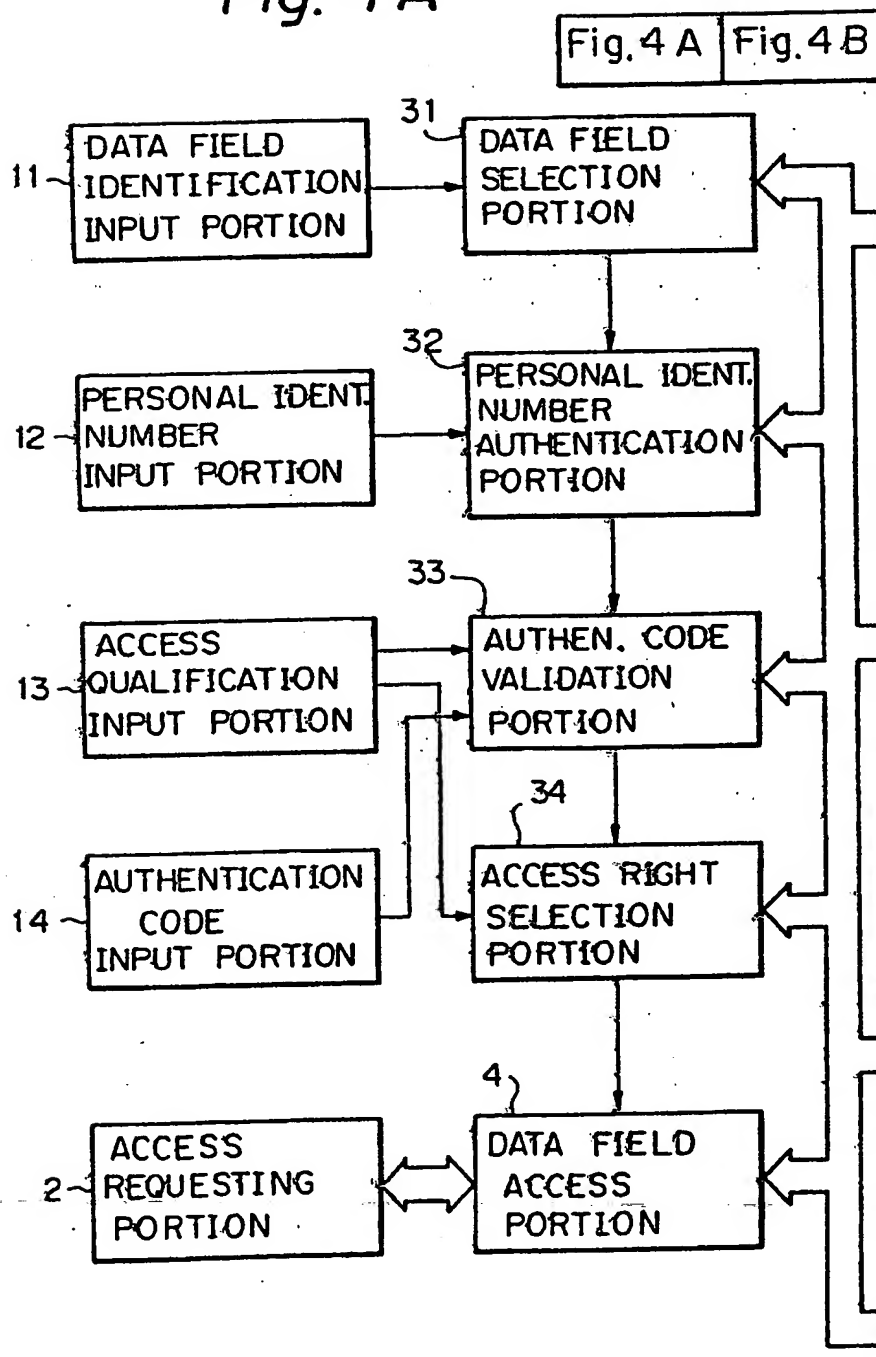 Fig. 4A
Fig. 4A Fig. 4B
11
DATA FIELD
IDENTIFICATION
INPUT PORTION
31
DATA FIELD
SELECTION
PORTION
12
PERSONAL IDENT.
NUMBER
INPUT PORTION
32
PERSONAL IDENT.
NUMBER
AUTHENTICATION
PORTION
13
ACCESS
QUALIFICATION
INPUT PORTION
33
AUTHEN. CODE
VALIDATION
PORTION
14
AUTHENTICATION
CODE
INPUT PORTION
34
ACCESS RIGHT
SELECTION
PORTION
2
ACCESS
REQUESTING
PORTION
4
DATA FIELD
ACCESS
PORTION